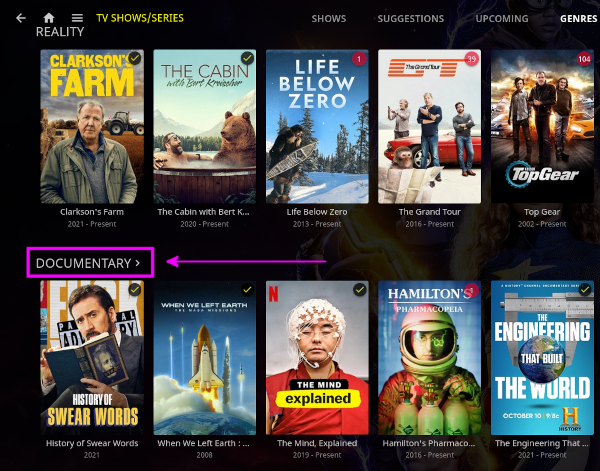 TV SHOWS/SERIES
SHOWS
SUGGESTIONS
UPCOMING
GENRES
REALITY
CLARKSON'S
FARM
THE CABIN
with Bert Kreischer
LIFE
BELOW
ZERO
1
The Grand Tour
39
104
TopGear
Clarkson's Farm
The Cabin with Bert K...
Life Below Zero
The Grand Tour
Top Gear
2021 - Present
2020 - Present
2013 - Present
2016 - Present
2002 - Present
DOCUMENTARY >
HISTORY OF
SWEAR WORDS
WHEN WE LEFT EARTH
THE NASA MISSIONS
N
THE MIND
explained
HAMILTON'S
PHARMACOPEIA
1
THE
ENGINEERING
THAT BUILT
THE WORLD
OCTOBER 10 9/8c
H
HISTORY
History of Swear Words
When We Left Earth : ...
The Mind, Explained
Hamilton's Pharmaco...
The Engineering That ...
2021
2008
2019 - Present
2016 - Present
2021 - Present